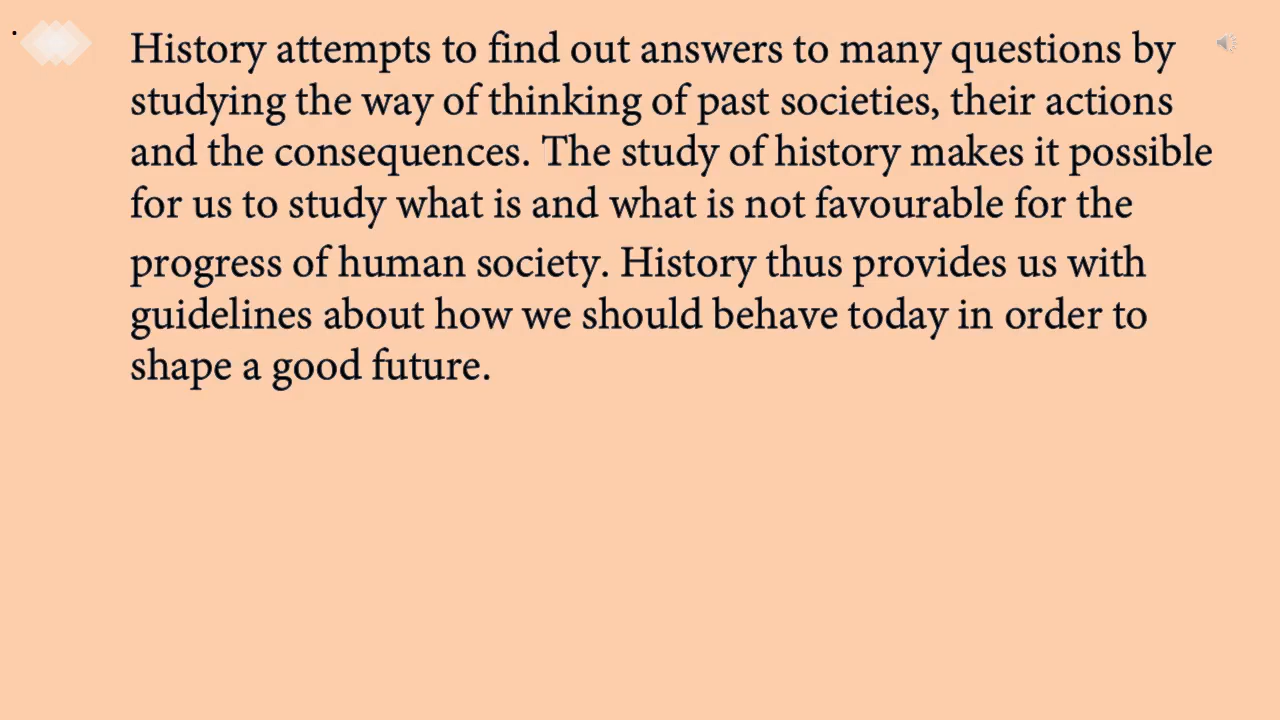 History attempts to find out answers to many questions by
studying the way of thinking of past societies, their actions
and the consequences. The study of history makes it possible
for us to study what is and what is not favourable for the
progress of human society. History thus provides us with
guidelines about how we should behave today in order to
shape a good future.